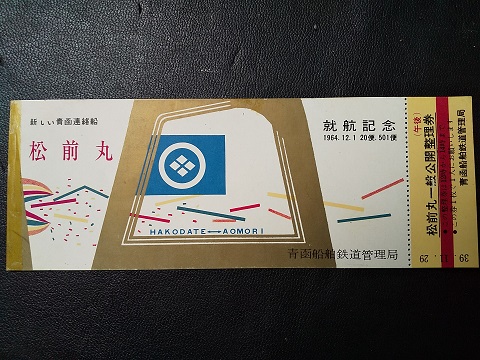 新しい青函連絡船
松前丸
就航記念
1964.12.1 20便.501便
HAKODATE⟷AOMORI
青函船舶鉄道管理局
(午後)
松前丸一般公開整理券
青函船舶鉄道管理局